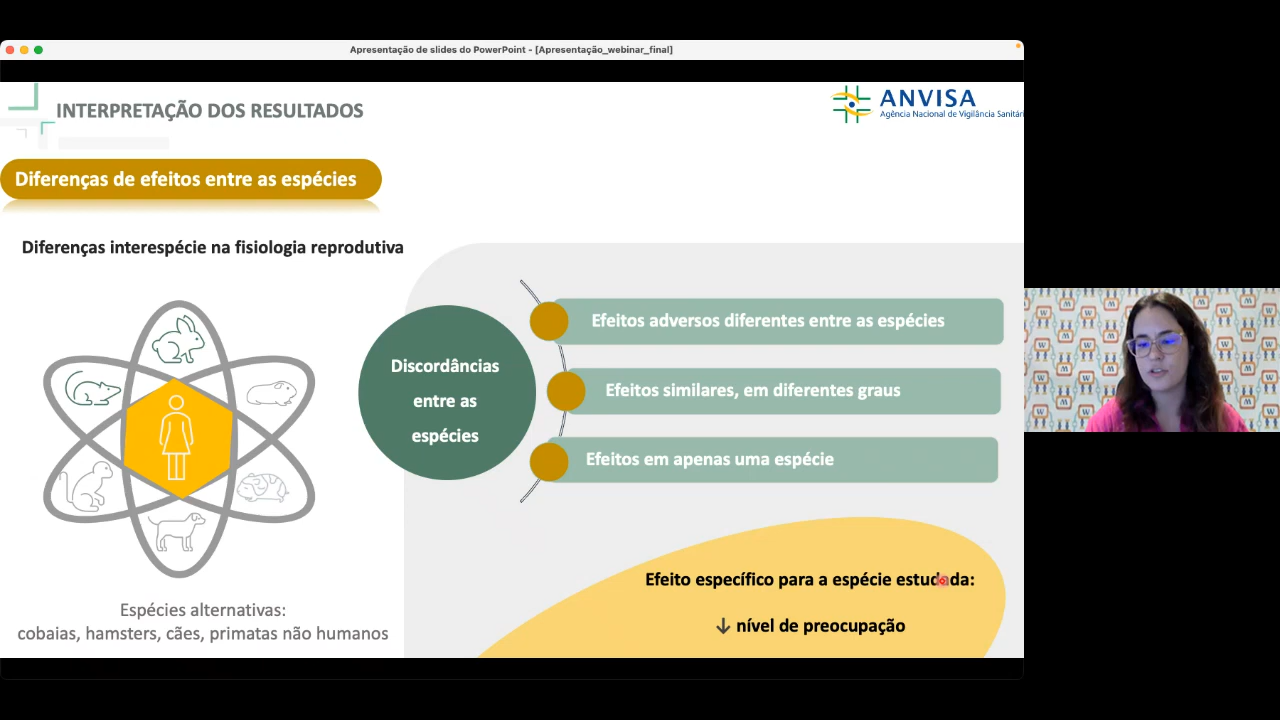 Apresentação de slides do PowerPoint - [Apresentação_webinar_final]
INTERPRETAÇÃO DOS RESULTADOS
ANVISA
Agência Nacional de Vigilância Sanitári
Diferenças de efeitos entre as espécies
Diferenças interespécie na fisiologia reprodutiva
Discordâncias
entre as
espécies
Efeitos adversos diferentes entre as espécies
Efeitos similares, em diferentes graus
Efeitos em apenas uma espécie
Espécies alternativas:
cobaias, hamsters, cães, primatas não humanos
Efeito específico para a espécie estudada:
↓ nível de preocupação